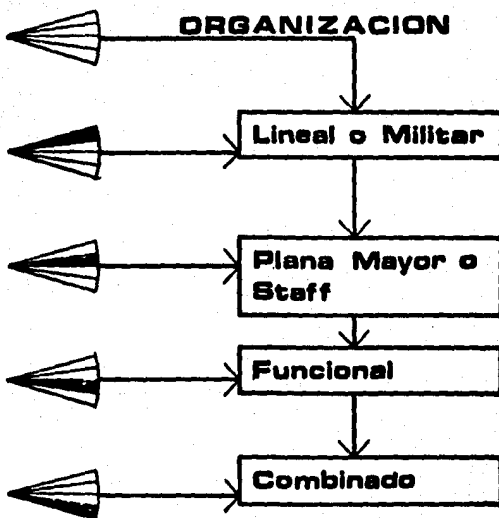 ORGANIZACION
Lineal o Militar
Plana Mayor o
Staff
Funcional
Combinado